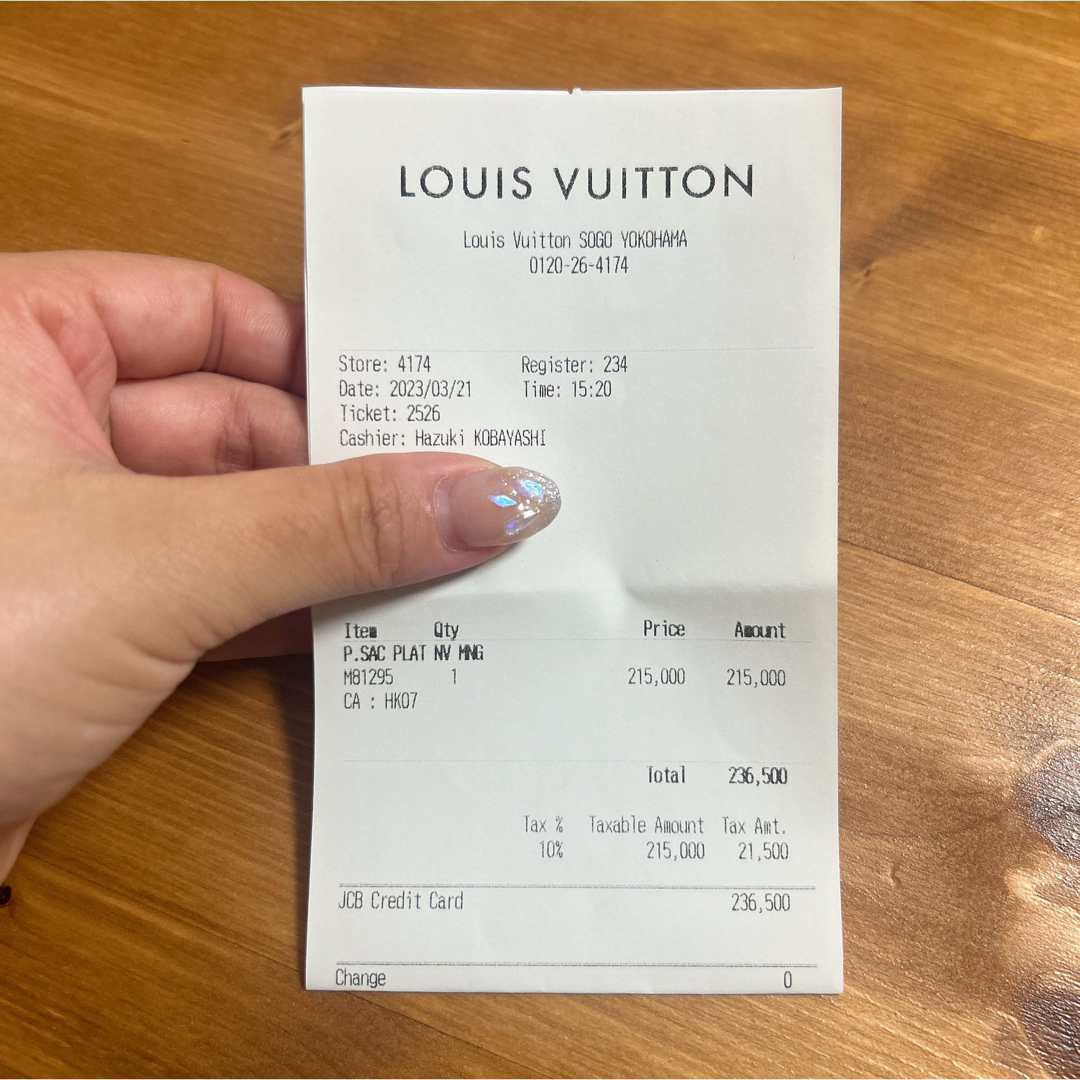 LOUIS VUITTON
Louis Vuitton SOGO YOKOHAMA
0120-26-4174
Store: 4174 Register: 234
Date: 2023/03/21 Time: 15:20
Ticket: 2526
Cashier: Hazuki KOBAYASHI
Item Qty Price Amount
P.SAC PLAT NV MNG
M81295 1 215,000 215,000
CA : HK07
Total 236,500
Tax % Taxable Amount Tax Amt.
10% 215,000 21,500
JCB Credit Card 236,500
Change 0